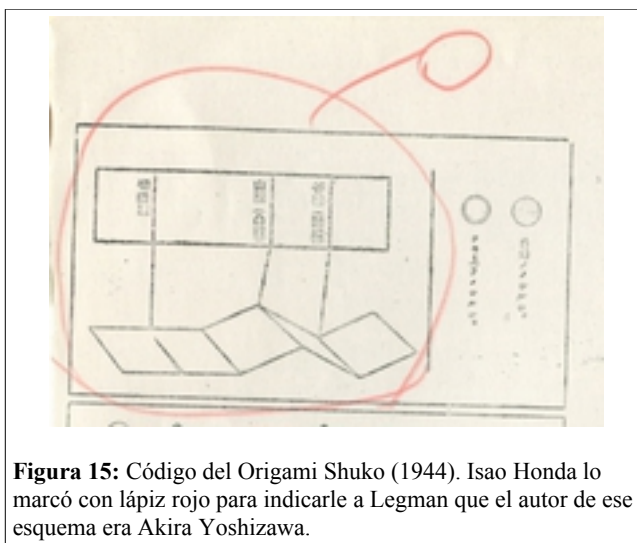 Figura 15: Código del Origami Shuko (1944). Isao Honda lo
marcó con lápiz rojo para indicarle a Legman que el autor de ese
esquema era Akira Yoshizawa.